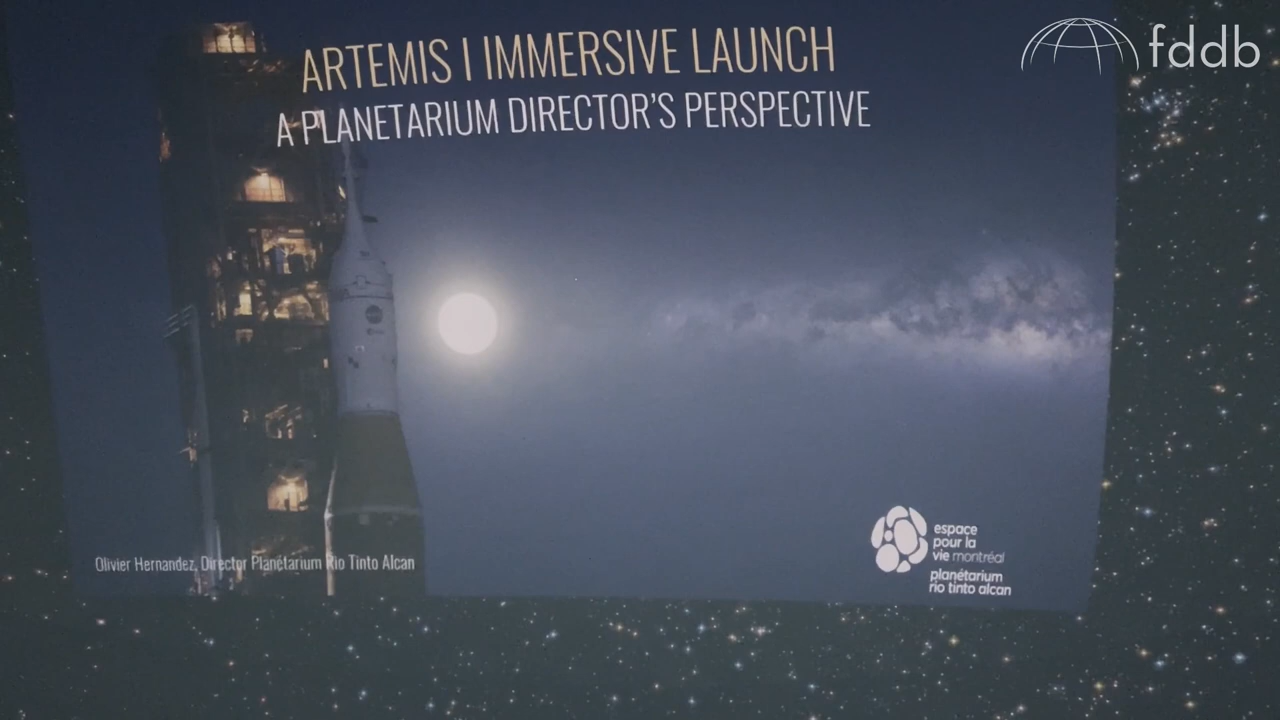 ARTEMIS I IMMERSIVE LAUNCH
A PLANETARIUM DIRECTOR'S PERSPECTIVE
fddb
Olivier Hernandez, Director Planétarium Rio Tinto Alcan
espace
pour la
vie montréal
planétarium
rio tinto alcan